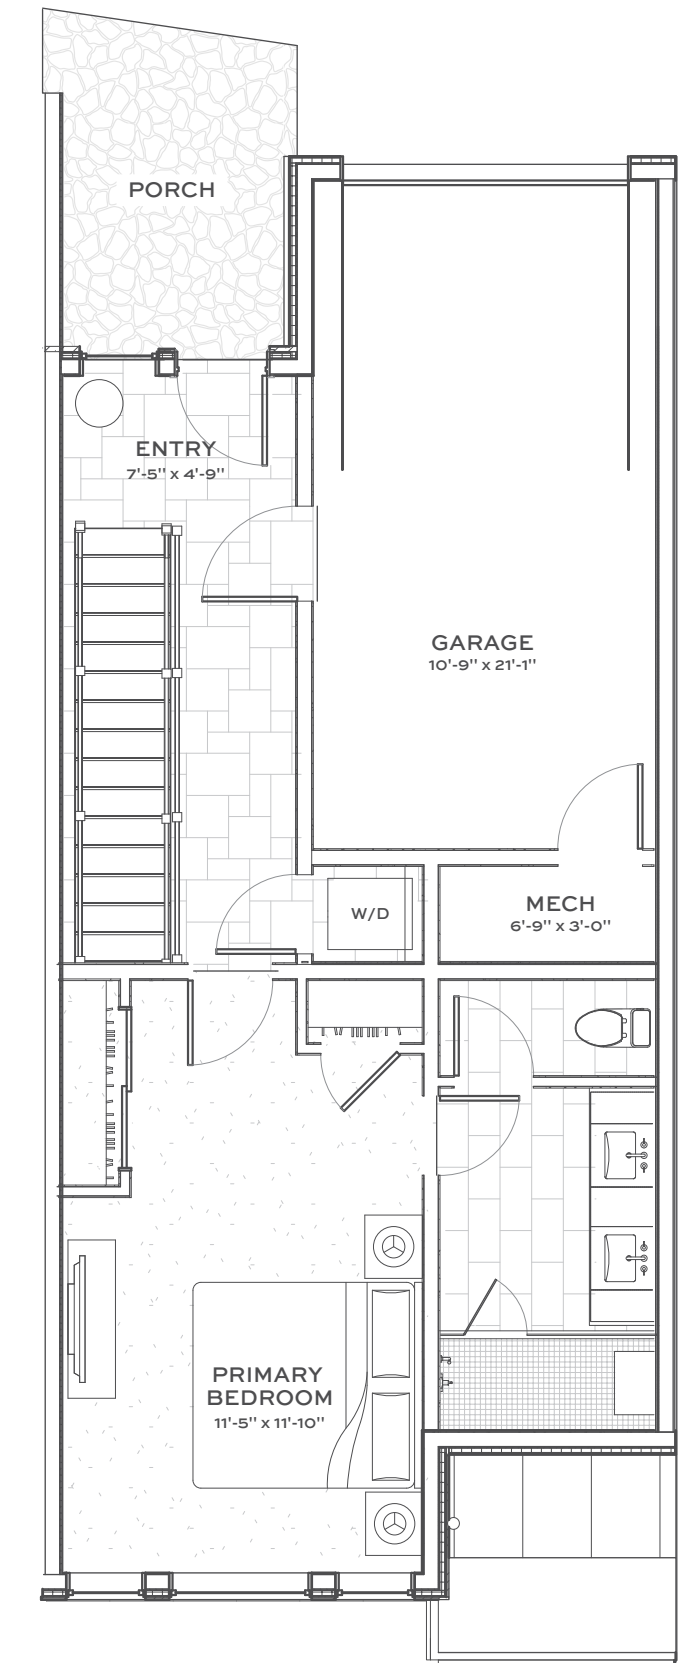 PORCH
ENTRY
7'-5" x 4'-9"
GARAGE
10'-9" x 21'-1"
W/D
MECH
6'-9" x 3'-0"
PRIMARY
BEDROOM
11'-5" x 11'-10"